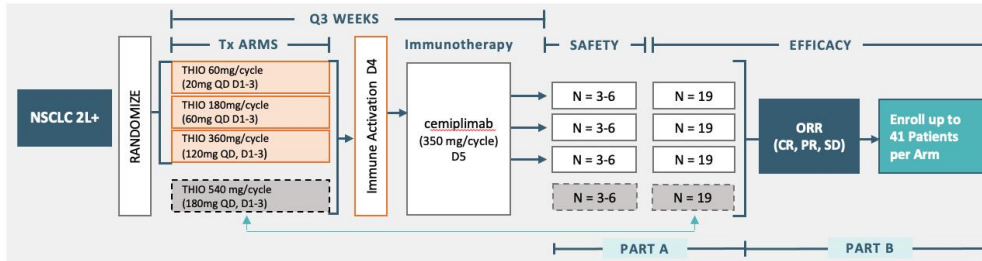 Q3 WEEKS
Tx ARMS
Immunotherapy
SAFETY
EFFICACY
NSCLC 2L+
RANDOMIZE
THIO 60mg/cycle
(20mg QD D1-3)
THIO 180mg/cycle
(60mg QD D1-3)
THIO 360mg/cycle
(120mg QD, D1-3)
THIO 540 mg/cycle
(180mg QD, D1-3)
Immune Activation D4
cemiplimab
(350 mg/cycle)
D5
N = 3-6
N = 19
N = 3-6
N = 19
N = 3-6
N = 19
N = 3-6
N = 19
ORR
(CR, PR, SD)
Enroll up to
41 Patients
per Arm
PART A
PART B